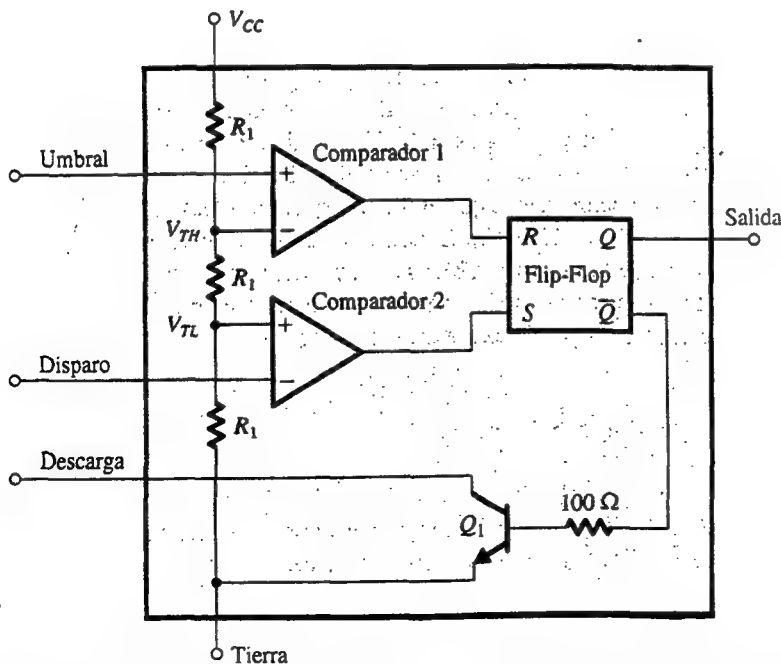 V_CC
R_1
Umbral
Comparador 1
+
−
V_TH
R Q
Salida
R_1
Flip-Flop
Comparador 2
S Q̅
V_TL
+
Disparo
−
R_1
Descarga
100 Ω
Q_1
Tierra